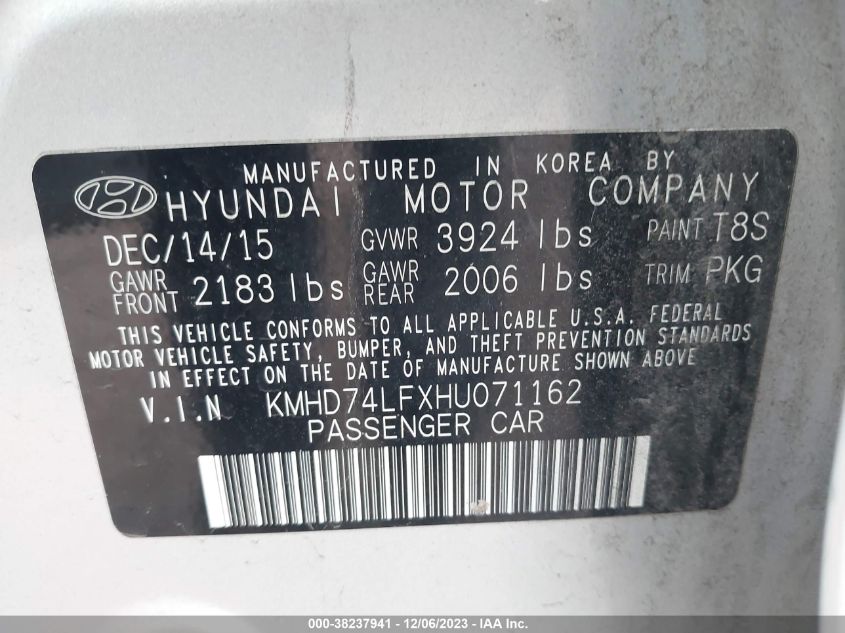 MANUFACTURED IN KOREA BY
HYUNDAI MOTOR COMPANY
DEC/14/15 GVWR 3924 lbs PAINT T8S
GAWR FRONT 2183 lbs GAWR REAR 2006 lbs TRIM PKG
THIS VEHICLE CONFORMS TO ALL APPLICABLE U.S.A. FEDERAL
MOTOR VEHICLE SAFETY, BUMPER, AND THEFT PREVENTION STANDARDS
IN EFFECT ON THE DATE OF MANUFACTURE SHOWN ABOVE
V.I.N KMHD74LFXHU071162
PASSENGER CAR
000-38237941 - 12/06/2023 - IAA Inc.